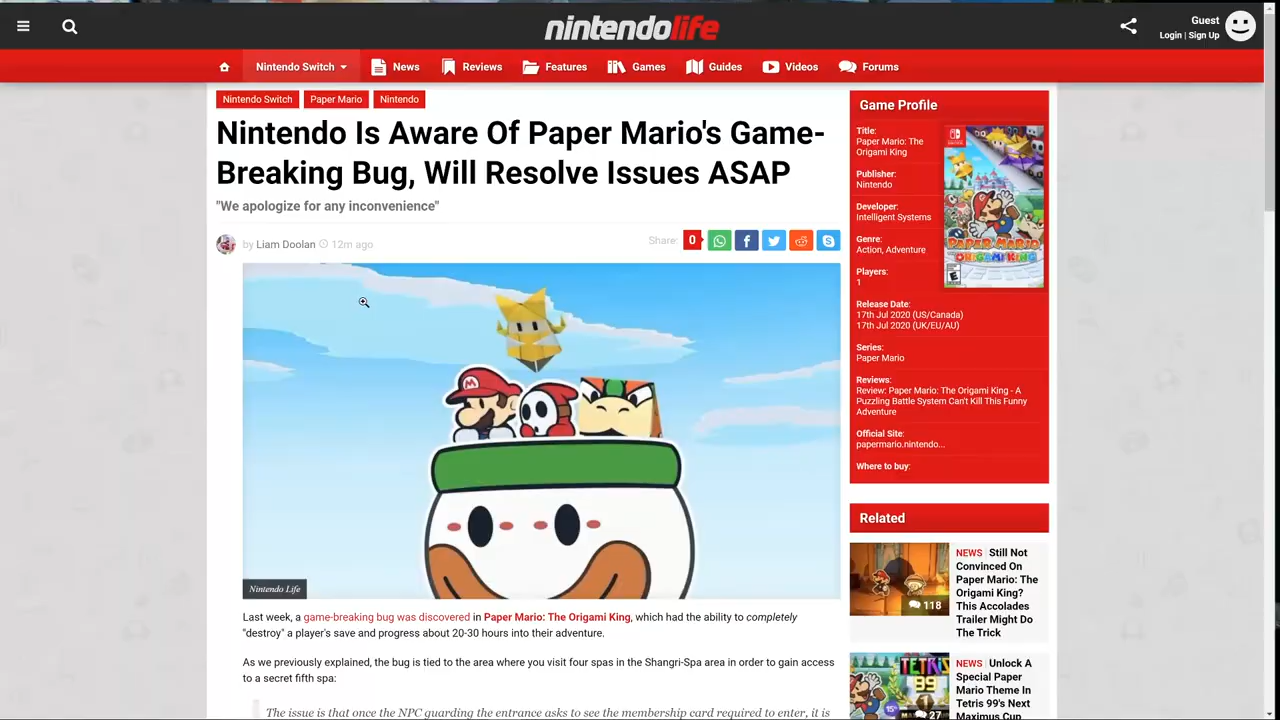 nintendolife
Guest
Login | Sign Up
Nintendo Switch
News
Reviews
Features
Games
Guides
Videos
Forums
Nintendo Switch
Paper Mario
Nintendo
Nintendo Is Aware Of Paper Mario's Game-
Breaking Bug, Will Resolve Issues ASAP
"We apologize for any inconvenience"
by Liam Doolan 12m ago
Share: 0
Nintendo Life
Last week, a game-breaking bug was discovered in Paper Mario: The Origami King, which had the ability to completely
"destroy" a player's save and progress about 20-30 hours into their adventure.
As we previously explained, the bug is tied to the area where you visit four spas in the Shangri-Spa area in order to gain access
to a secret fifth spa:
The issue is that once the NPC guarding the entrance asks to see the membership card required to enter, it is
Game Profile
Title:
Paper Mario: The
Origami King
Publisher:
Nintendo
Developer:
Intelligent Systems
Genre:
Action, Adventure
Players:
1
Release Date:
17th Jul 2020 (US/Canada)
17th Jul 2020 (UK/EU/AU)
Series:
Paper Mario
Reviews:
Review: Paper Mario: The Origami King - A
Puzzling Battle System Can't Kill This Funny
Adventure
Official Site:
papermario.nintendo...
Where to buy:
PAPER MARIO
ORIGAMI KING
E
Related
NEWS Still Not
Convinced On
Paper Mario: The
Origami King?
This Accolades
Trailer Might Do
The Trick
118
NEWS Unlock A
Special Paper
Mario Theme In
Tetris 99's Next
Maximus Cup
TETRIS
99
15th
27